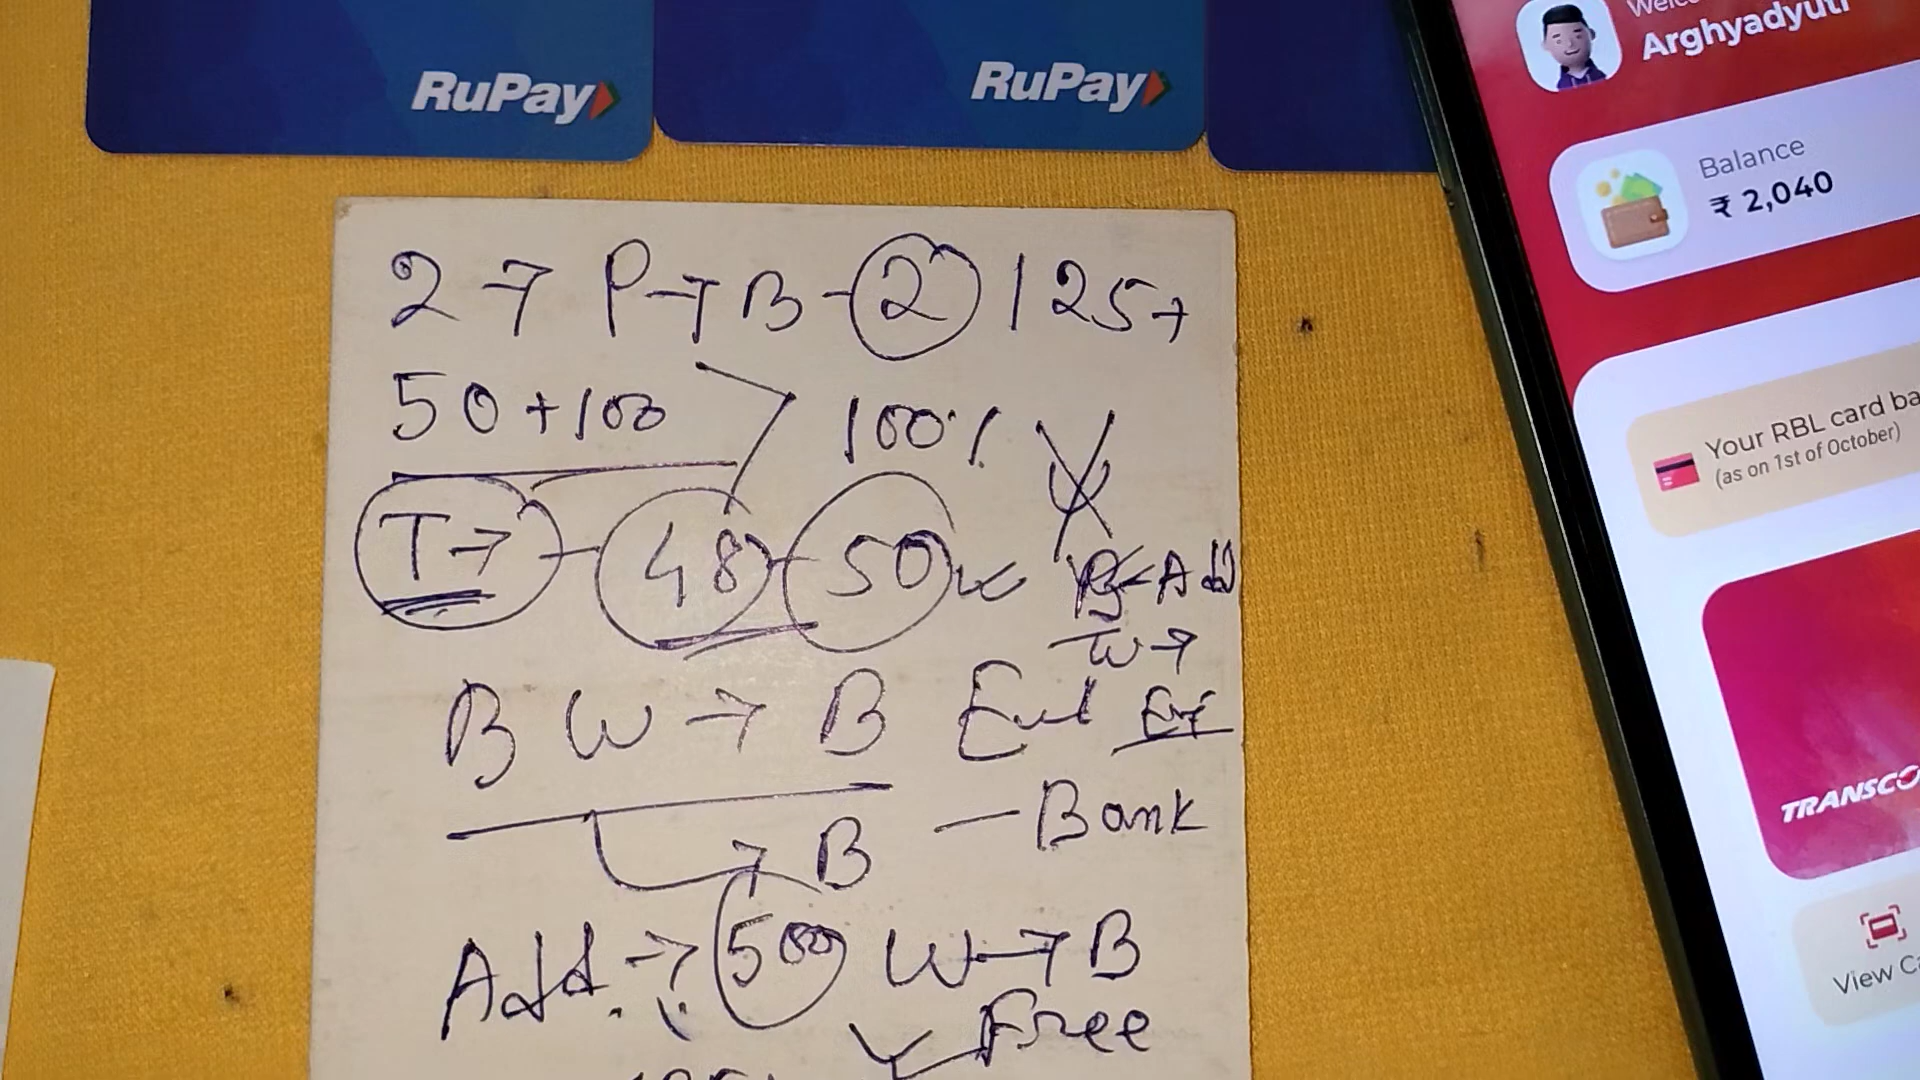 RuPay
RuPay
2 → P → B - 2 125+
50+100 100%
T → 48 50
B ← Add
W →
B W → B
Bank
→ B
Add. → 500 W → B
Free
Arghyadyuti
Balance
₹ 2,040
Your RBL card ba
(as on 1st of October)
TRANSCO
View Ca